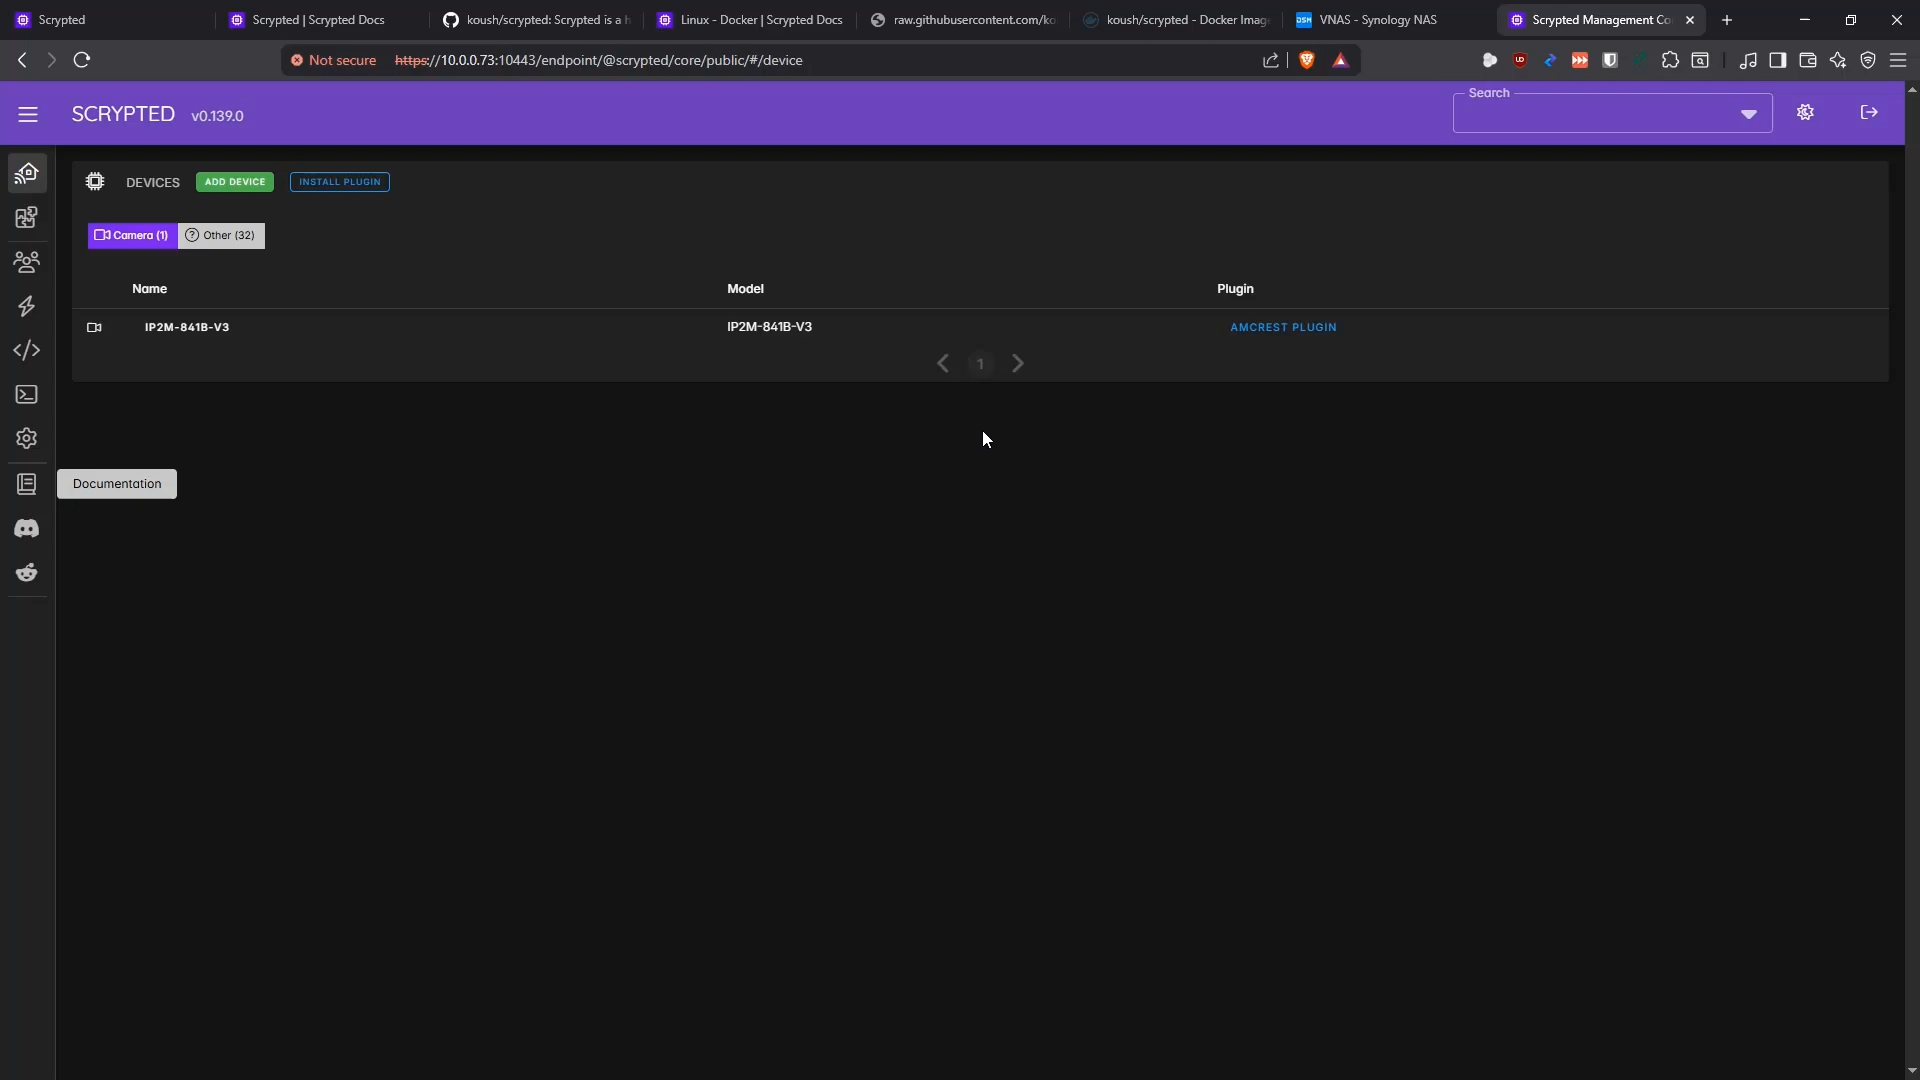 Scrypted
Scrypted | Scrypted Docs
koush/scrypted: Scrypted is a h
Linux - Docker | Scrypted Docs
raw.githubusercontent.com/ko
koush/scrypted - Docker Imag
VNAS - Synology NAS
Scrypted Management Co
Not secure https://10.0.0.73:10443/endpoint/@scrypted/core/public/#/device
SCRYPTED v0.139.0
Search
DEVICES ADD DEVICE INSTALL PLUGIN
Camera (1) Other (32)
Name Model Plugin
IP2M-841B-V3 IP2M-841B-V3 AMCREST PLUGIN
1
Documentation